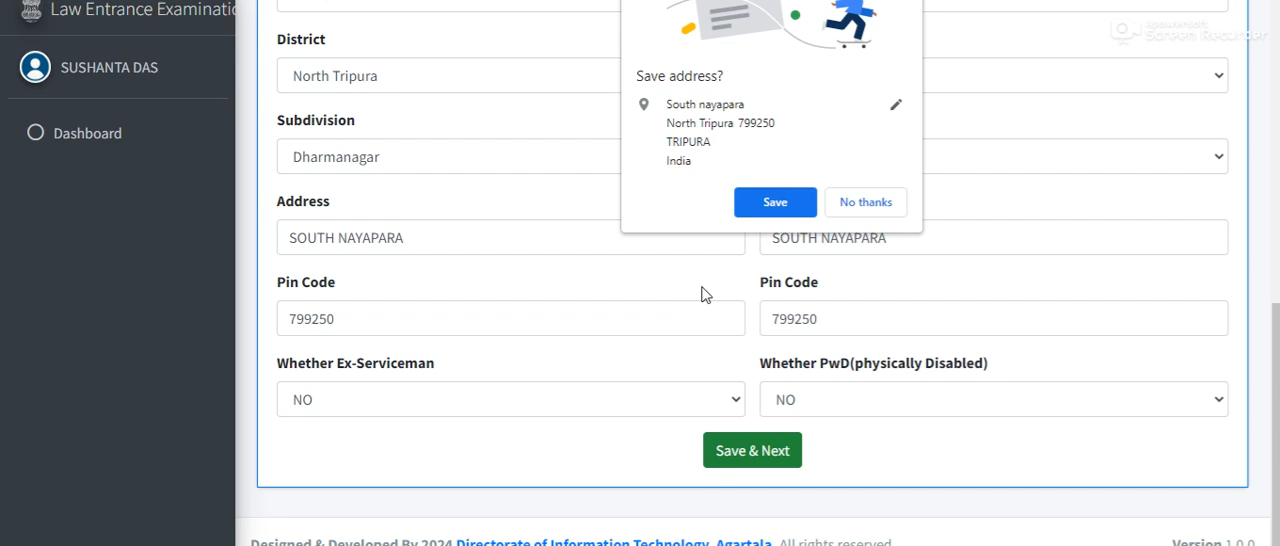 Law Entrance Examinatio
SUSHANTA DAS
Dashboard
District
North Tripura
Subdivision
Dharmanagar
Address
SOUTH NAYAPARA
SOUTH NAYAPARA
Pin Code
Pin Code
799250
799250
Whether Ex-Serviceman
Whether PwD(physically Disabled)
NO
NO
Save & Next
Save address?
South nayapara
North Tripura 799250
TRIPURA
India
Save
No thanks
Apowersoft
Screen Recorder
Designed & Developed By 2024 Directorate of Information Technology, Agartala. All rights reserved.
Version 1.0.0